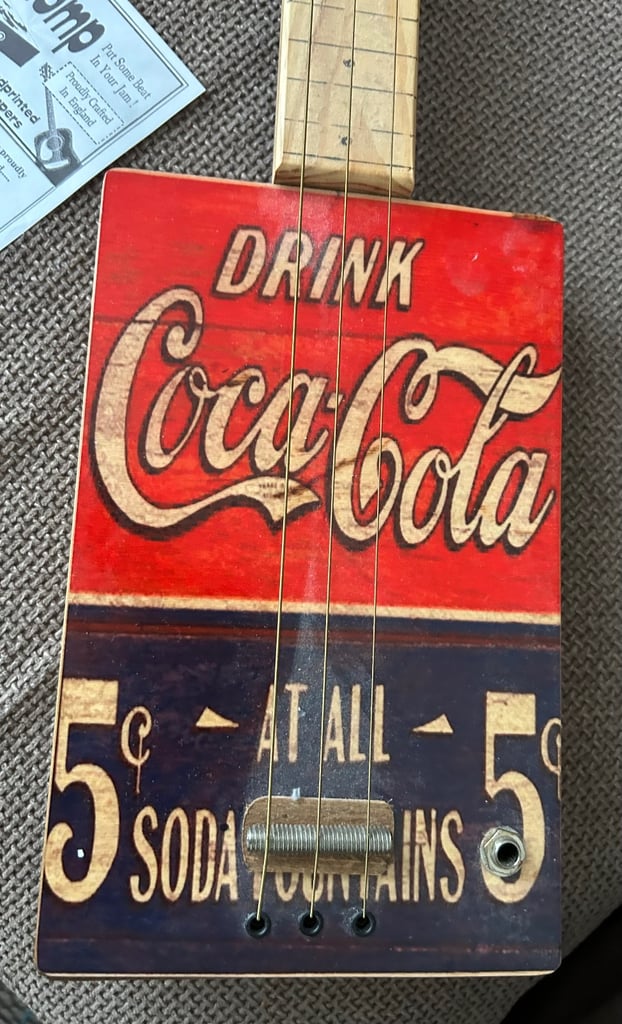 Put Some Beat
In Your Jam!
Proudly Crafted
In England
proudly
DRINK
Coca-Cola
AT ALL
5¢ 5¢
SODA FOUNTAINS